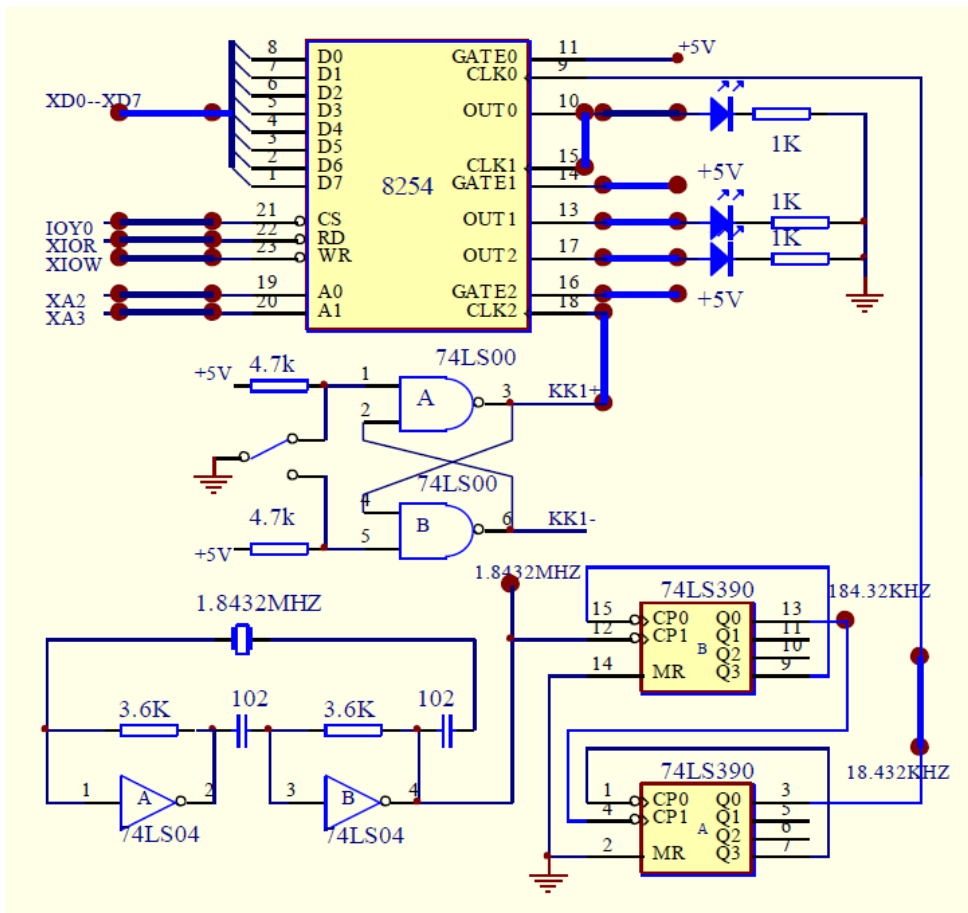 8 D0 GATE0 11 +5V
7 D1 CLK0 9
6 D2
XD0--XD7 5 D3 OUT0 10
4 D4 1K
3 D5
2 D6 CLK1 15
1 D7 8254 GATE1 14 +5V
IOY0 21 CS OUT1 13 1K
XIOR 22 RD 1K
XIOW 23 WR OUT2 17
XA2 19 A0 GATE2 16 +5V
XA3 20 A1 CLK2 18
74LS00
+5V 4.7k 1 A 3 KK1+
2
74LS00
4
4.7k B 6 KK1-
+5V 5
1.8432MHZ
74LS390 184.32KHZ
15 CP0 Q0 13
12 CP1 Q1 11
B Q2 10
14 MR Q3 9
1.8432MHZ
3.6K 102 3.6K 102
1 A 2 3 B 4
74LS04 74LS04
74LS390 18.432KHZ
1 CP0 Q0 3
4 CP1 Q1 5
A Q2 6
2 MR Q3 7